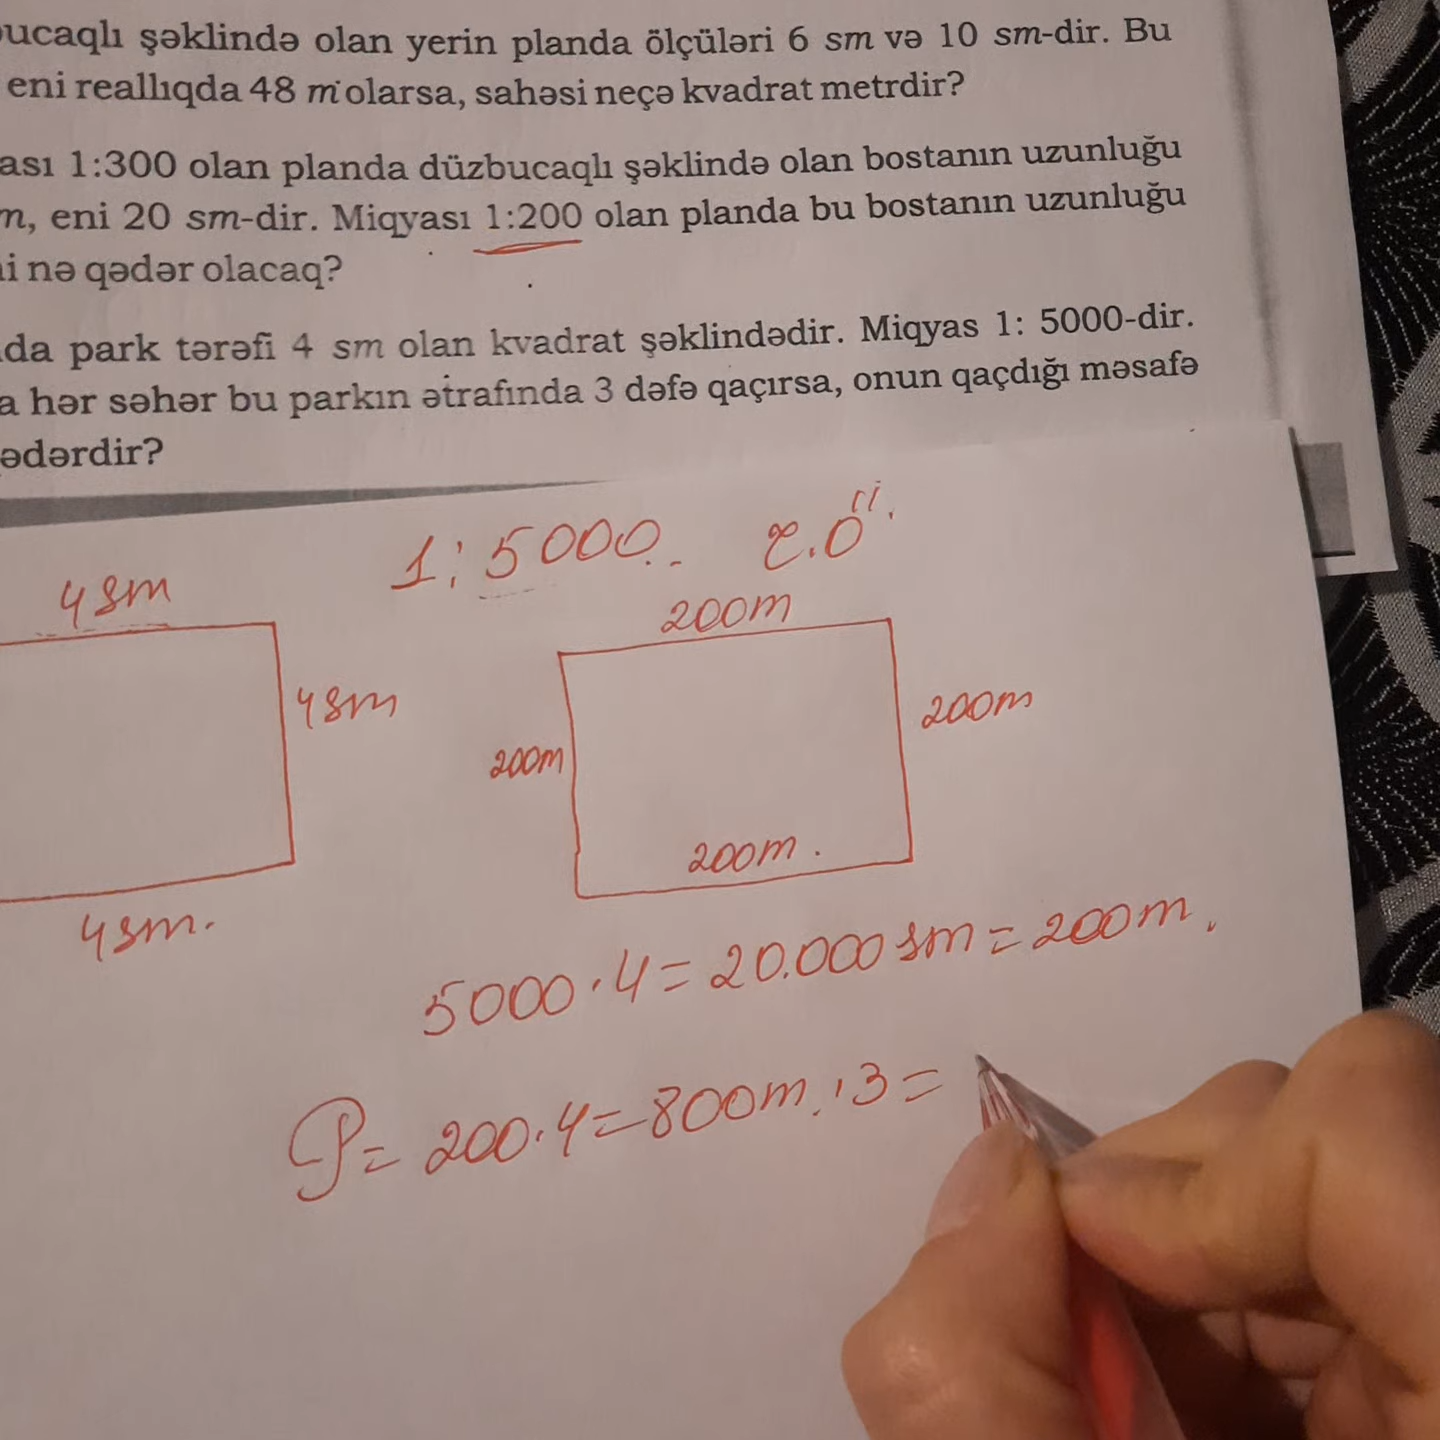 bucaqlı şəklində olan yerin planda ölçüləri 6 sm və 10 sm-dir. Bu
eni reallıqda 48 m olarsa, sahəsi neçə kvadrat metrdir?
ası 1:300 olan planda düzbucaqlı şəklində olan bostanın uzunluğu
m, eni 20 sm-dir. Miqyası 1:200 olan planda bu bostanın uzunluğu
i nə qədər olacaq?
da park tərəfi 4 sm olan kvadrat şəklindədir. Miqyas 1: 5000-dir.
a hər səhər bu parkın ətrafında 3 dəfə qaçırsa, onun qaçdığı məsafə
ədərdir?
1:5000.
4sm
200m
4sm
200m
200m
200m.
4sm.
5000·4=20.000sm=200m.
P=200·4=800m.·3=